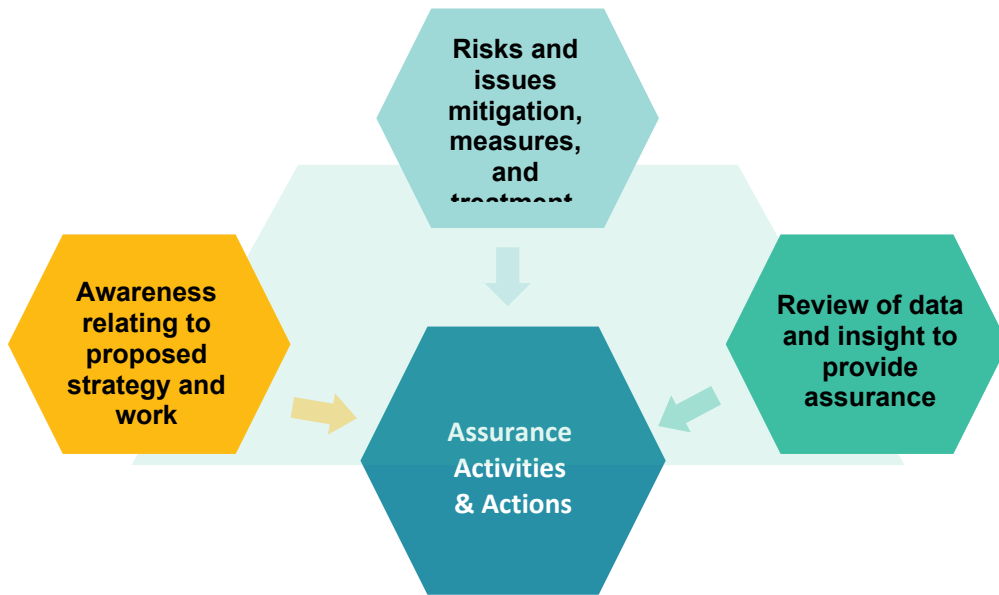 Risks and
issues
mitigation,
measures,
and
treatment
Awareness
relating to
proposed
strategy and
work
Review of data
and insight to
provide
assurance
Assurance
Activities
& Actions